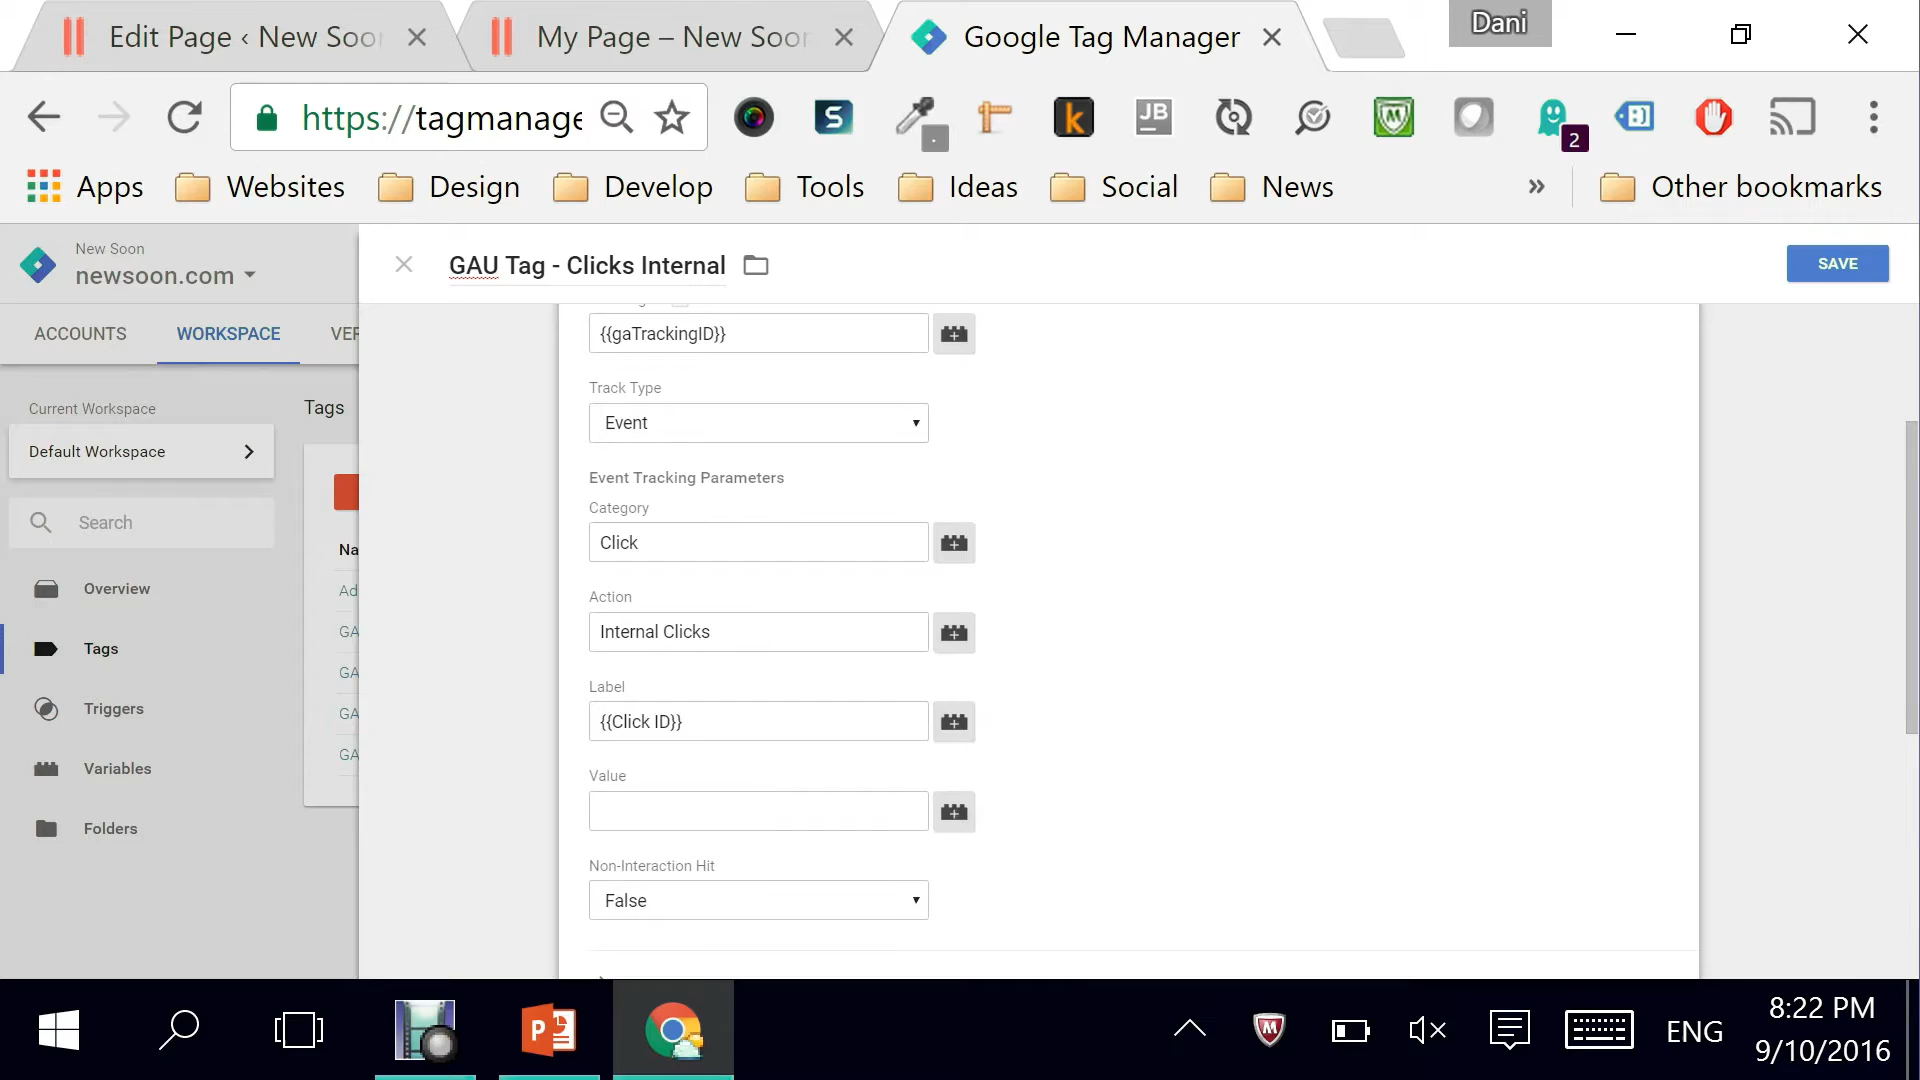 Edit Page ‹ New Soon
My Page – New Soon
Google Tag Manager
Dani
https://tagmanage
S
k
JB
M
2
Apps
Websites
Design
Develop
Tools
Ideas
Social
News
»
Other bookmarks
New Soon
newsoon.com
GAU Tag - Clicks Internal
SAVE
ACCOUNTS
WORKSPACE
VER
{{gaTrackingID}}
Track Type
Event
Current Workspace
Default Workspace
Tags
Event Tracking Parameters
Category
Click
Search
Na
Overview
Ad
Action
Internal Clicks
GA
Tags
GA
Label
{{Click ID}}
Triggers
GA
GA
Variables
Value
Folders
Non-Interaction Hit
False
ENG
8:22 PM
9/10/2016